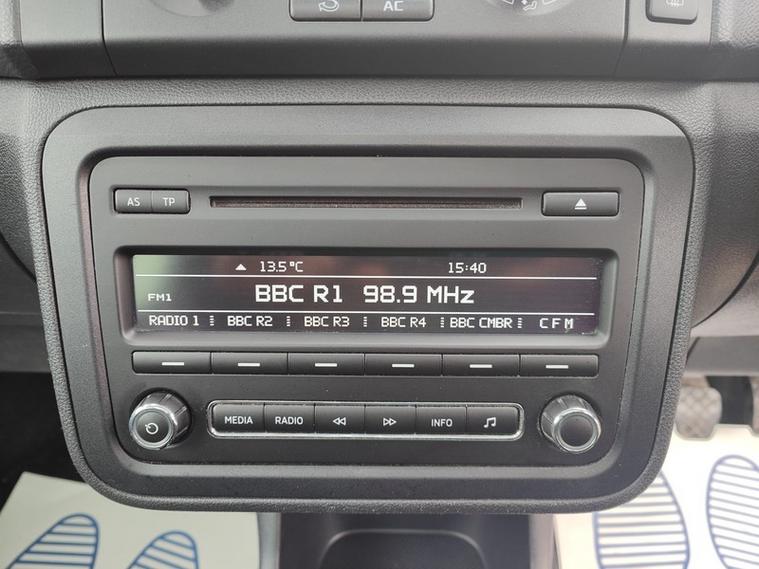 AC
AS TP
13.5°C 15:40
FM1 BBC R1 98.9 MHz
RADIO 1 BBC R2 BBC R3 BBC R4 BBC CMBR C F M
MEDIA RADIO INFO